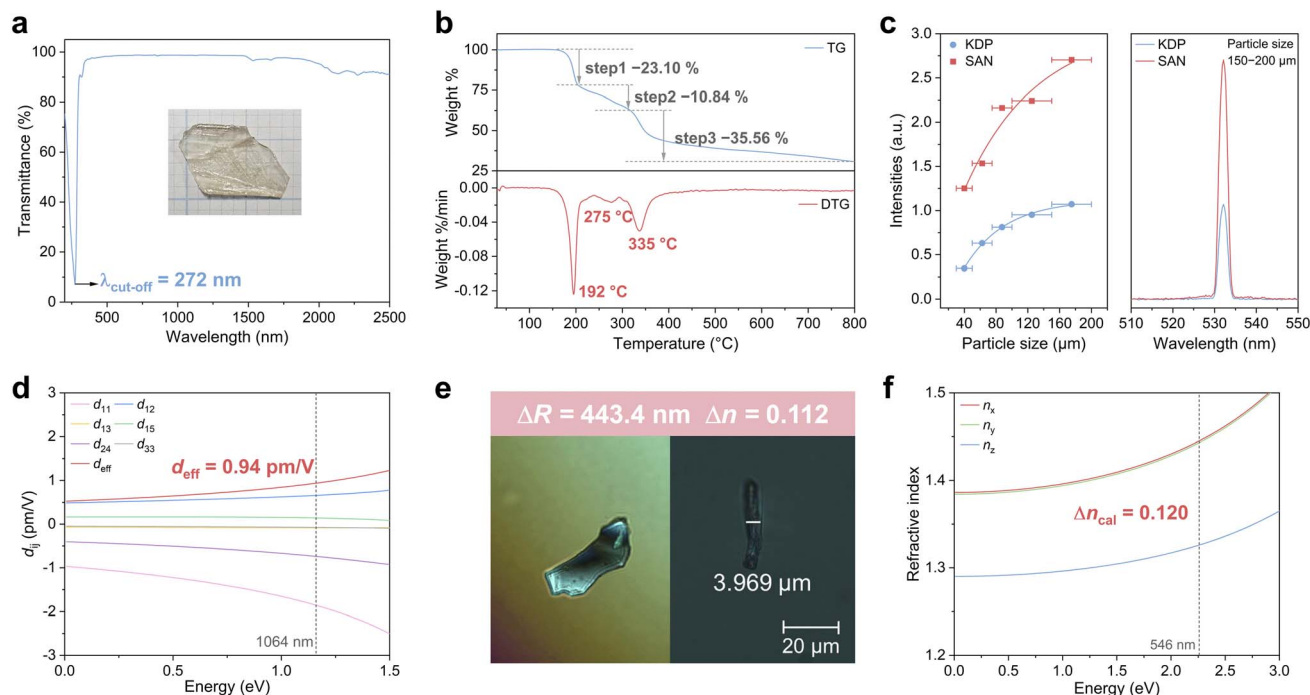 a
100
80
60
40
20
0
Transmittance (%)
λcut-off = 272 nm
500
1000
1500
2000
2500
Wavelength (nm)
b
100
75
50
25
Weight %
TG
step1 −23.10 %
step2 −10.84 %
step3 −35.56 %
0.00
-0.04
-0.08
-0.12
Weight %/min
DTG
275 °C
335 °C
192 °C
100
200
300
400
500
600
700
800
Temperature (°C)
c
3.0
2.5
2.0
1.5
1.0
0.5
0.0
Intensities (a.u.)
KDP
SAN
40
80
120
160
200
Particle size (µm)
KDP
SAN
Particle size
150−200 µm
510
520
530
540
550
Wavelength (nm)
d
3
2
1
0
-1
-2
-3
dij (pm/V)
d11
d12
d13
d15
d24
d33
deff
deff = 0.94 pm/V
1064 nm
0.0
0.5
1.0
1.5
Energy (eV)
e
ΔR = 443.4 nm Δn = 0.112
3.969 µm
20 µm
f
1.5
1.4
1.3
1.2
Refractive index
nx
ny
nz
Δncal = 0.120
546 nm
0.0
0.5
1.0
1.5
2.0
2.5
3.0
Energy (eV)